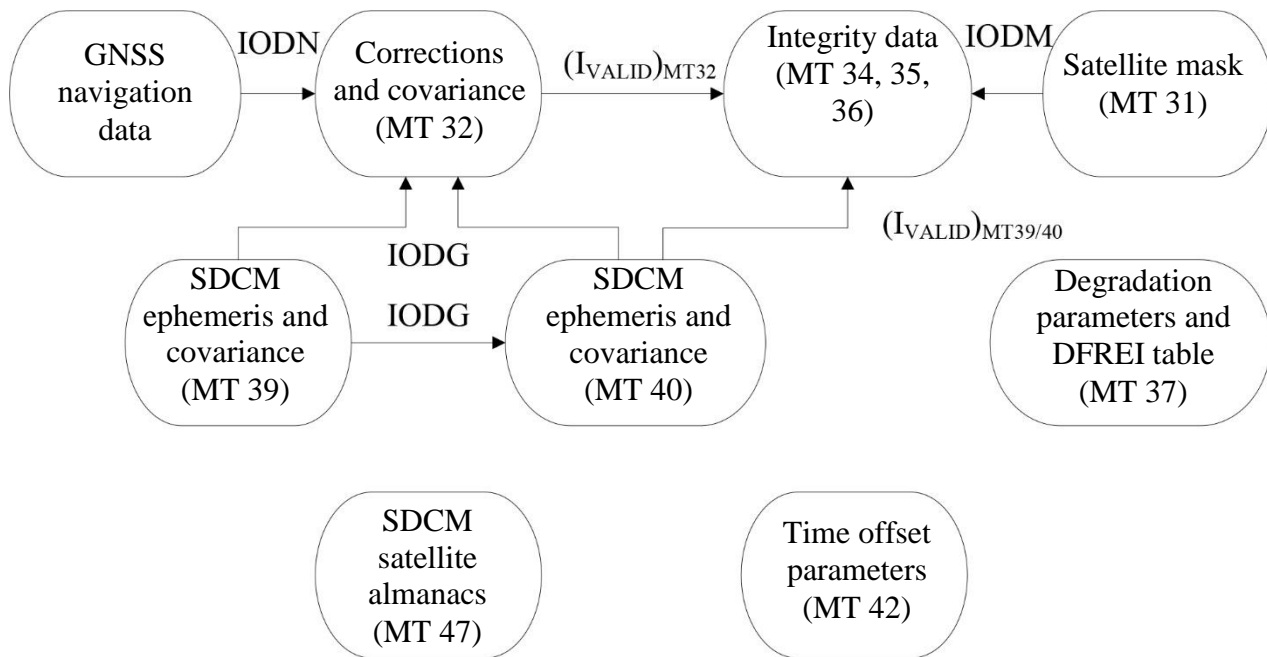 GNSS
navigation
data
IODN
Corrections
and covariance
(MT 32)
(I_VALID)_MT32
Integrity data
(MT 34, 35,
36)
IODM
Satellite mask
(MT 31)
IODG
(I_VALID)_MT39/40
SDCM
ephemeris and
covariance
(MT 39)
IODG
SDCM
ephemeris and
covariance
(MT 40)
Degradation
parameters and
DFREI table
(MT 37)
SDCM
satellite
almanacs
(MT 47)
Time offset
parameters
(MT 42)